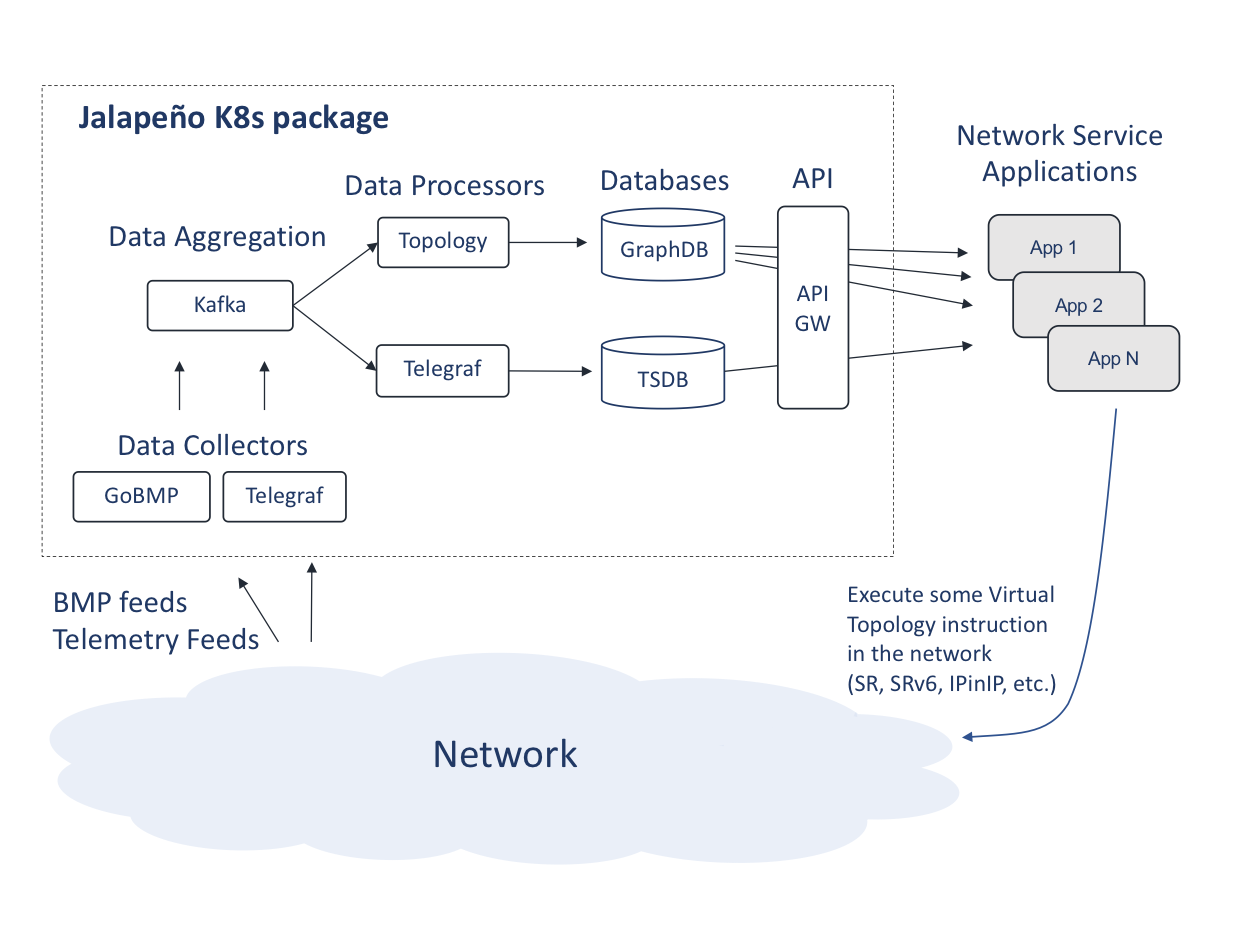 Jalapeño K8s package
Network Service
Applications
Data Processors
Databases
API
Data Aggregation
Topology
GraphDB
App 1
Kafka
API
GW
App 2
Telegraf
TSDB
App N
Data Collectors
GoBMP
Telegraf
BMP feeds
Telemetry Feeds
Execute some Virtual
Topology instruction
in the network
(SR, SRv6, IPinIP, etc.)
Network